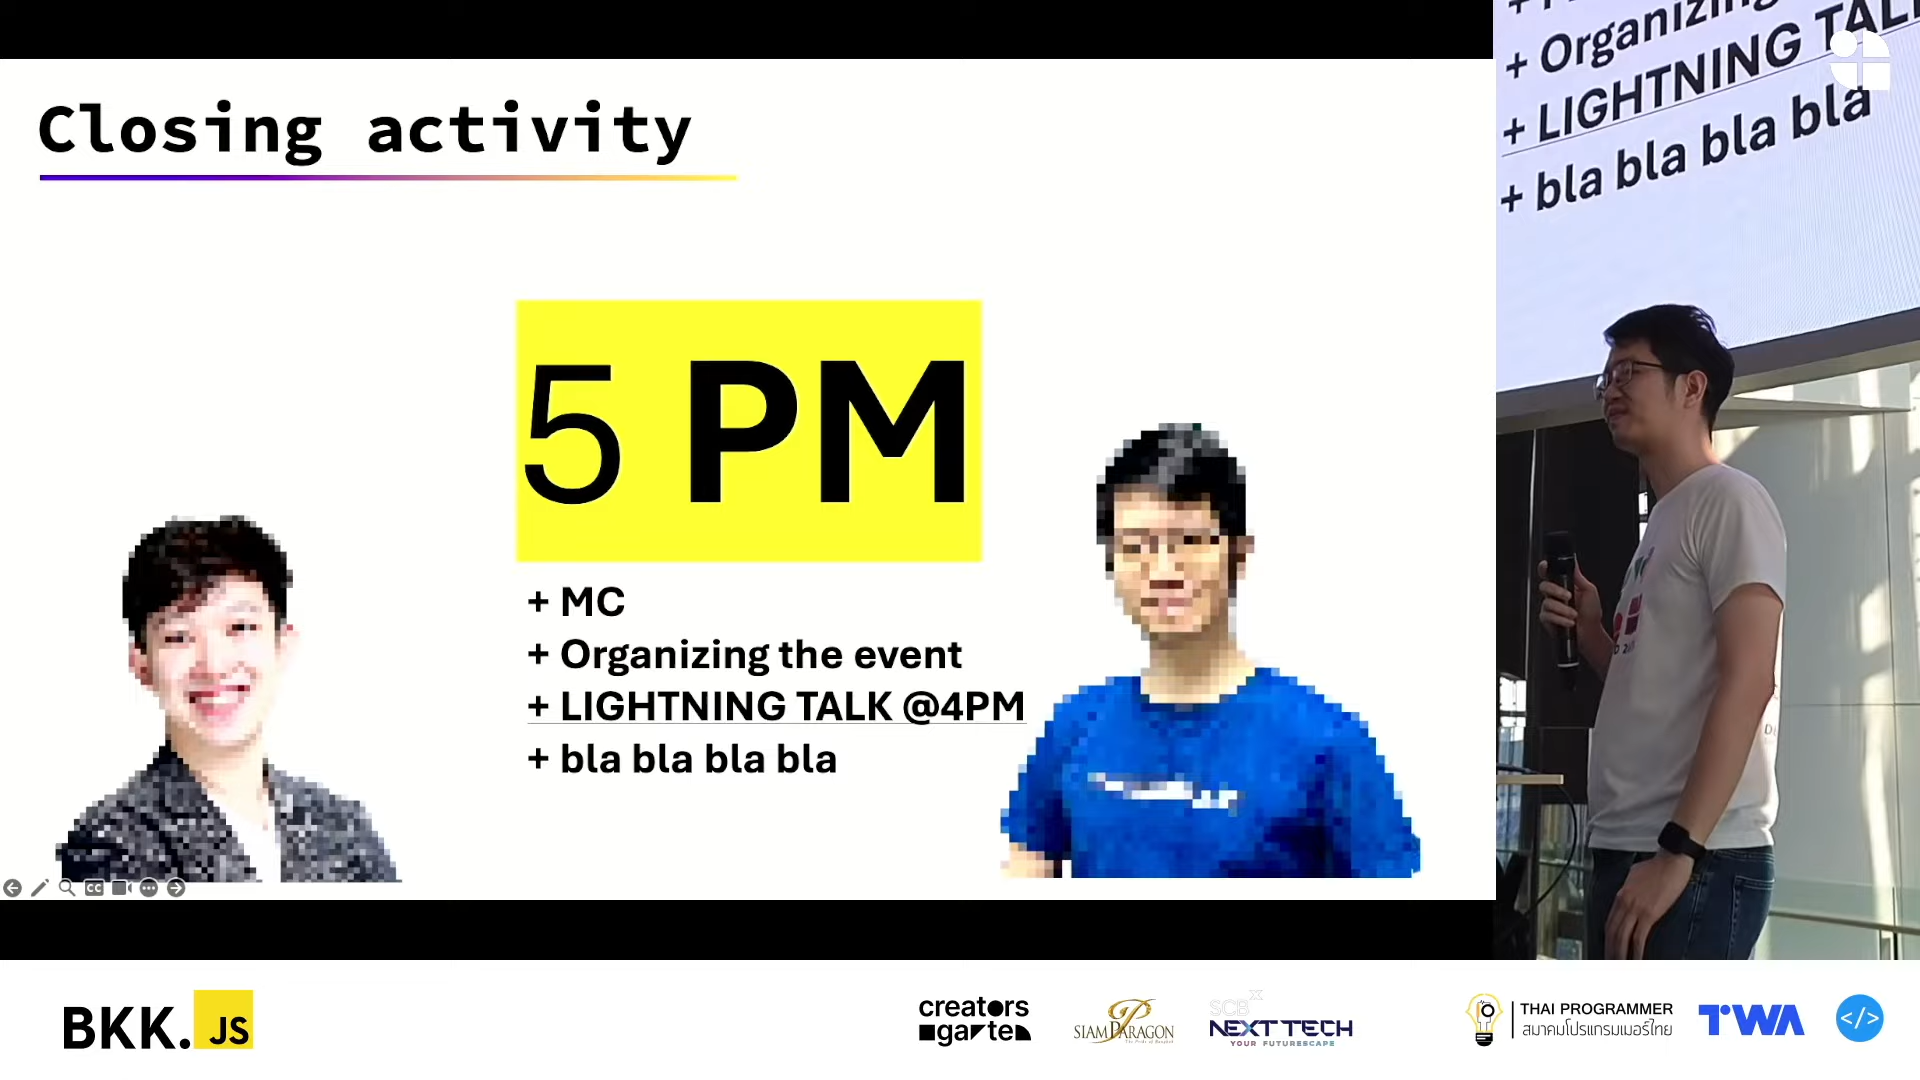 Closing activity
5 PM
+ MC
+ Organizing the event
+ LIGHTNING TALK @4PM
+ bla bla bla bla
+ Organizing
+ LIGHTNING TAL
+ bla bla bla bla
BKK.JS
creators
garten
SIAM PARAGON
SCBX
NEXT TECH
YOUR FUTURESCAPE
THAI PROGRAMMER
สมาคมโปรแกรมเมอร์ไทย
TWA